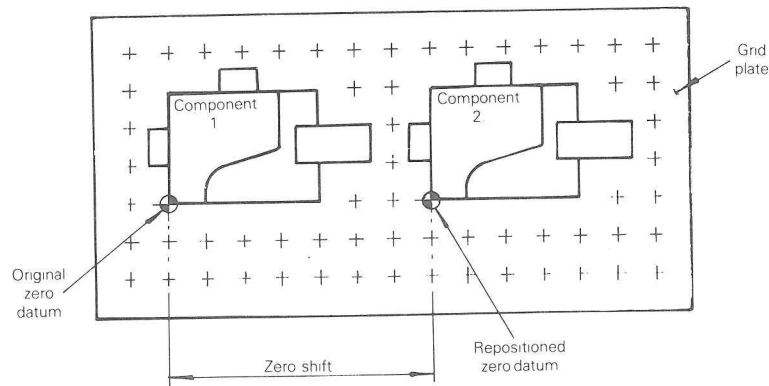 Grid
plate
Component
1
Component
2
Original
zero
datum
Zero shift
Repositioned
zero datum